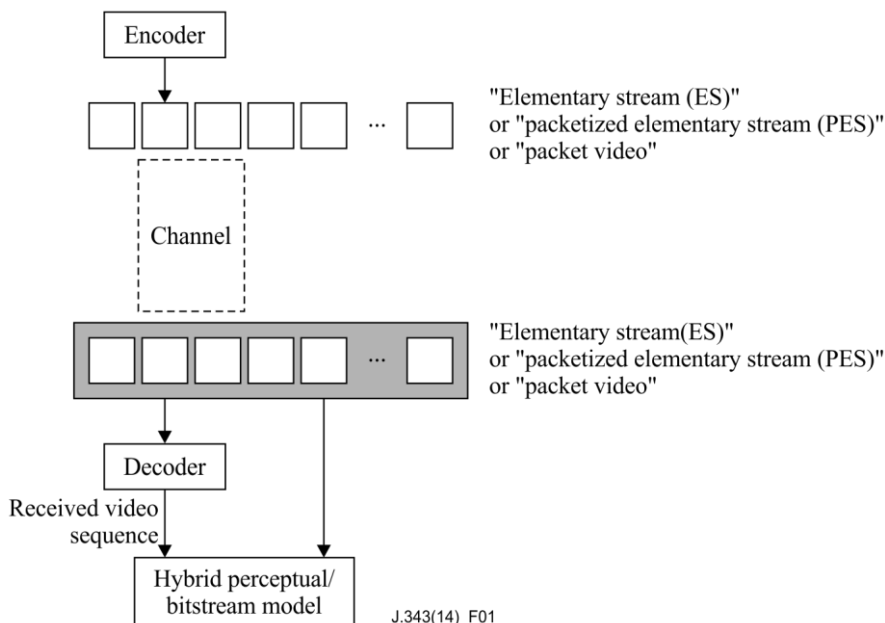 Encoder
"Elementary stream (ES)"
or "packetized elementary stream (PES)"
or "packet video"
...
Channel
"Elementary stream(ES)"
or "packetized elementary stream (PES)"
or "packet video"
...
Decoder
Received video
sequence
Hybrid perceptual/
bitstream model
J.343(14)_F01